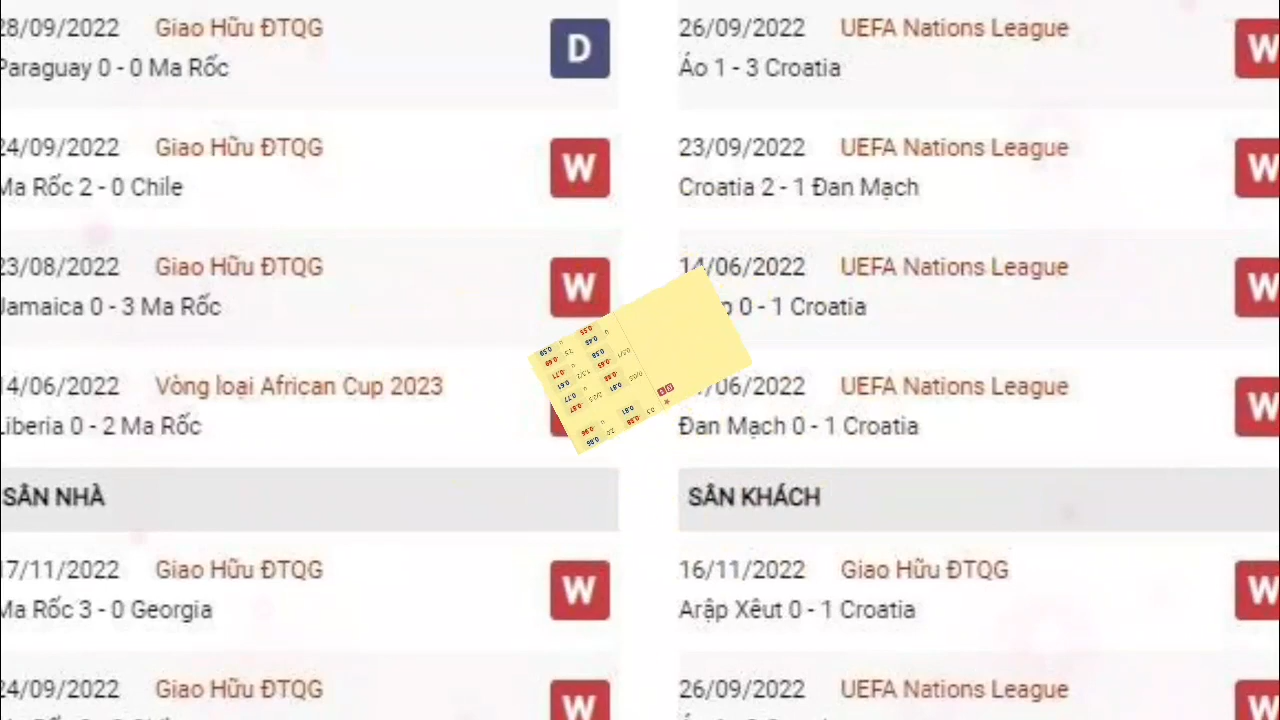 28/09/2022 Giao Hữu ĐTQG D
Paraguay 0 - 0 Ma Rốc
24/09/2022 Giao Hữu ĐTQG W
Ma Rốc 2 - 0 Chile
23/08/2022 Giao Hữu ĐTQG W
Jamaica 0 - 3 Ma Rốc
14/06/2022 Vòng loại African Cup 2023
Liberia 0 - 2 Ma Rốc
SÂN NHÀ
17/11/2022 Giao Hữu ĐTQG W
Ma Rốc 3 - 0 Georgia
24/09/2022 Giao Hữu ĐTQG W
26/09/2022 UEFA Nations League W
Áo 1 - 3 Croatia
23/09/2022 UEFA Nations League W
Croatia 2 - 1 Đan Mạch
14/06/2022 UEFA Nations League W
0 - 1 Croatia
/06/2022 UEFA Nations League W
Đan Mạch 0 - 1 Croatia
SÂN KHÁCH
16/11/2022 Giao Hữu ĐTQG W
Arập Xêut 0 - 1 Croatia
26/09/2022 UEFA Nations League W